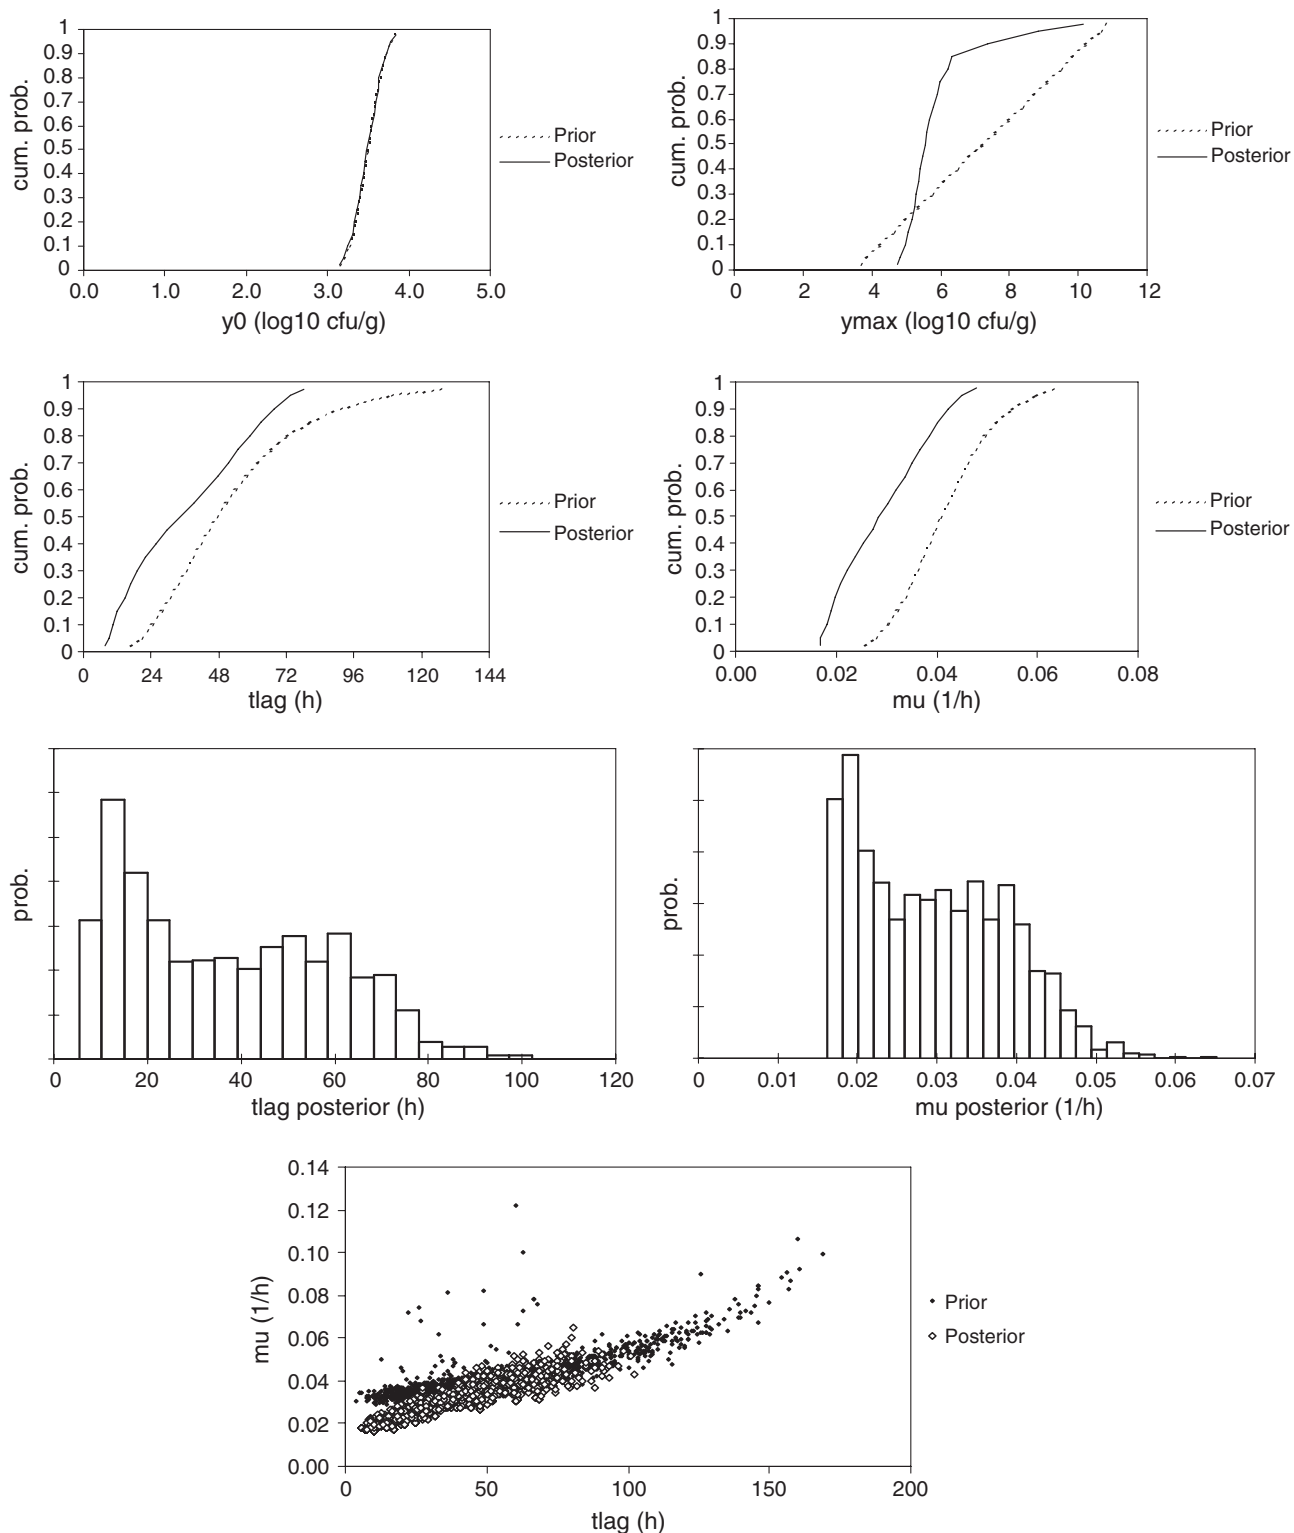 1
0.9
0.8
0.7
0.6
0.5
0.4
0.3
0.2
0.1
0
cum. prob.
0.0 1.0 2.0 3.0 4.0 5.0
y0 (log10 cfu/g)
Prior
Posterior
1
0.9
0.8
0.7
0.6
0.5
0.4
0.3
0.2
0.1
0
cum. prob.
0 2 4 6 8 10 12
ymax (log10 cfu/g)
Prior
Posterior
1
0.9
0.8
0.7
0.6
0.5
0.4
0.3
0.2
0.1
0
cum. prob.
0 24 48 72 96 120 144
tlag (h)
Prior
Posterior
1
0.9
0.8
0.7
0.6
0.5
0.4
0.3
0.2
0.1
0
cum. prob.
0.00 0.02 0.04 0.06 0.08
mu (1/h)
Prior
Posterior
prob.
0 20 40 60 80 100 120
tlag posterior (h)
prob.
0 0.01 0.02 0.03 0.04 0.05 0.06 0.07
mu posterior (1/h)
0.14
0.12
0.10
0.08
0.06
0.04
0.02
0.00
mu (1/h)
0 50 100 150 200
tlag (h)
Prior
Posterior